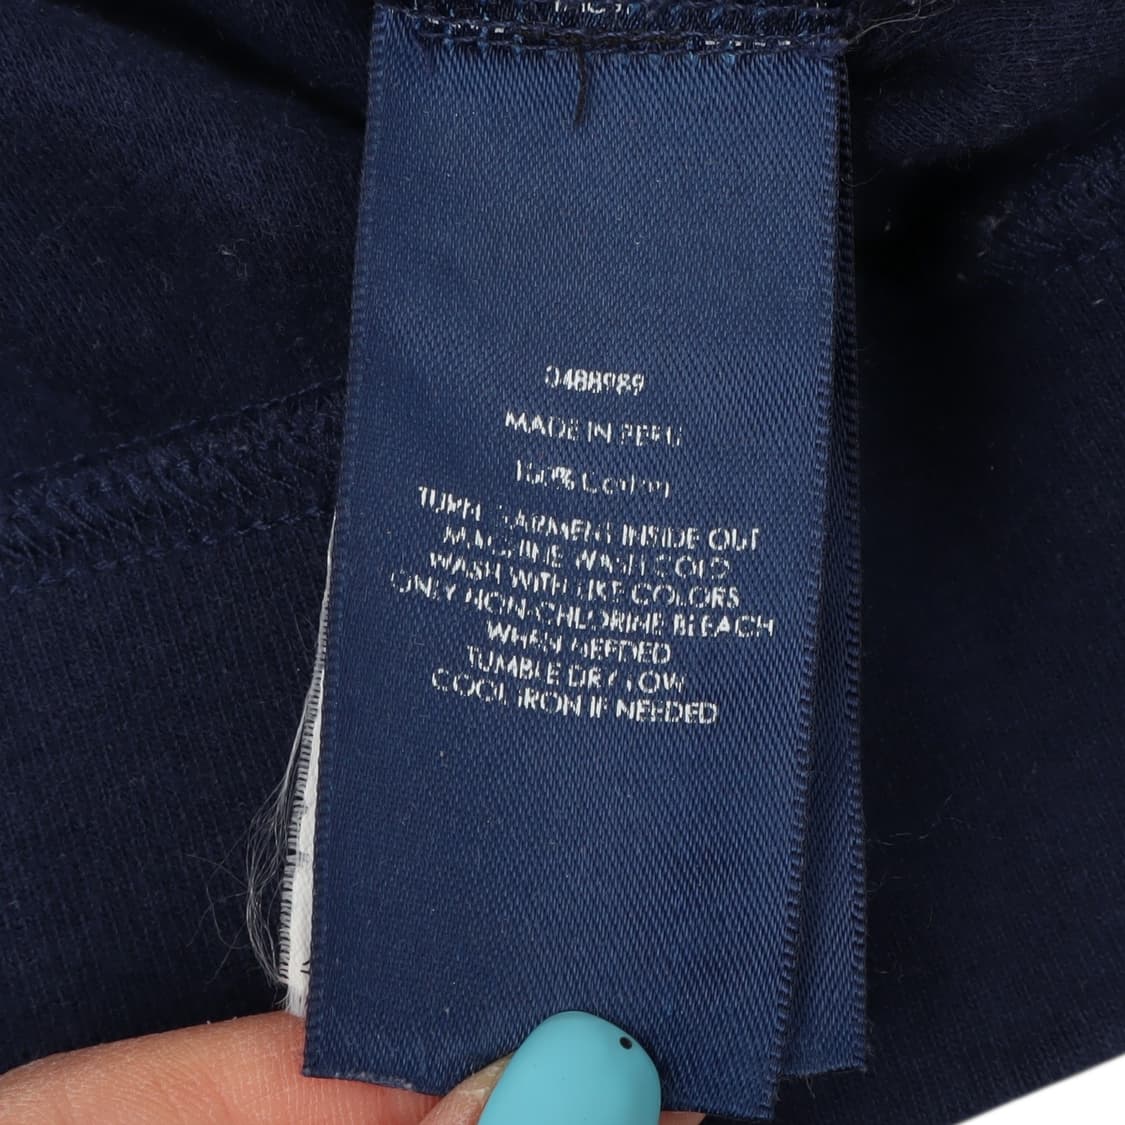 MADE IN PERU
100% Cotton
TURN GARMENT INSIDE OUT
MACHINE WASH COLD
WASH WITH LIKE COLORS
ONLY NON-CHLORINE BLEACH
WHEN NEEDED
TUMBLE DRY LOW
COOL IRON IF NEEDED